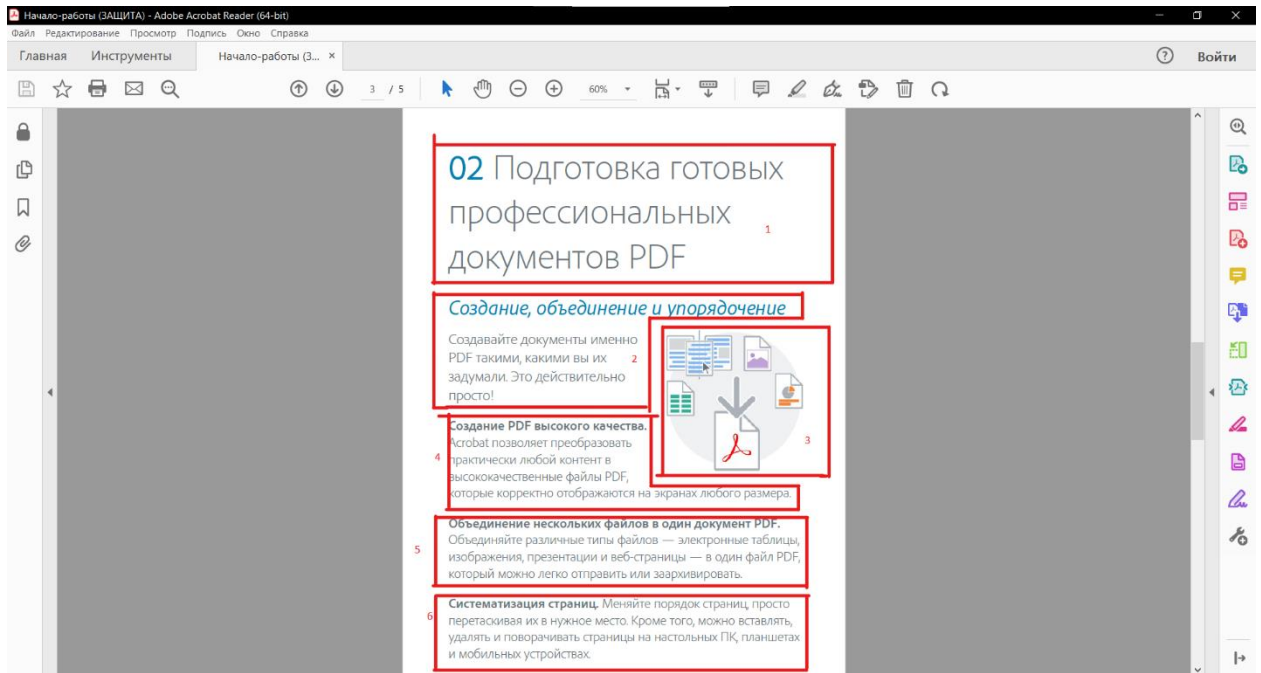 Начало-работы (ЗАЩИТА) - Adobe Acrobat Reader (64-bit)
Файл Редактирование Просмотр Подпись Окно Справка
Главная Инструменты Начало-работы (З... × Войти
3 / 5 60%
02 Подготовка готовых
профессиональных
1
документов PDF
Создание, объединение и упорядочение
Создавайте документы именно
PDF такими, какими вы их 2
задумали. Это действительно
просто!
3
Создание PDF высокого качества.
Acrobat позволяет преобразовать
4 практически любой контент в
высококачественные файлы PDF,
которые корректно отображаются на экранах любого размера.
Объединение нескольких файлов в один документ PDF.
Объединяйте различные типы файлов — электронные таблицы,
5 изображения, презентации и веб-страницы — в один файл PDF,
который можно легко отправить или заархивировать.
Систематизация страниц. Меняйте порядок страниц, просто
6 перетаскивая их в нужное место. Кроме того, можно вставлять,
удалять и поворачивать страницы на настольных ПК, планшетах
и мобильных устройствах.